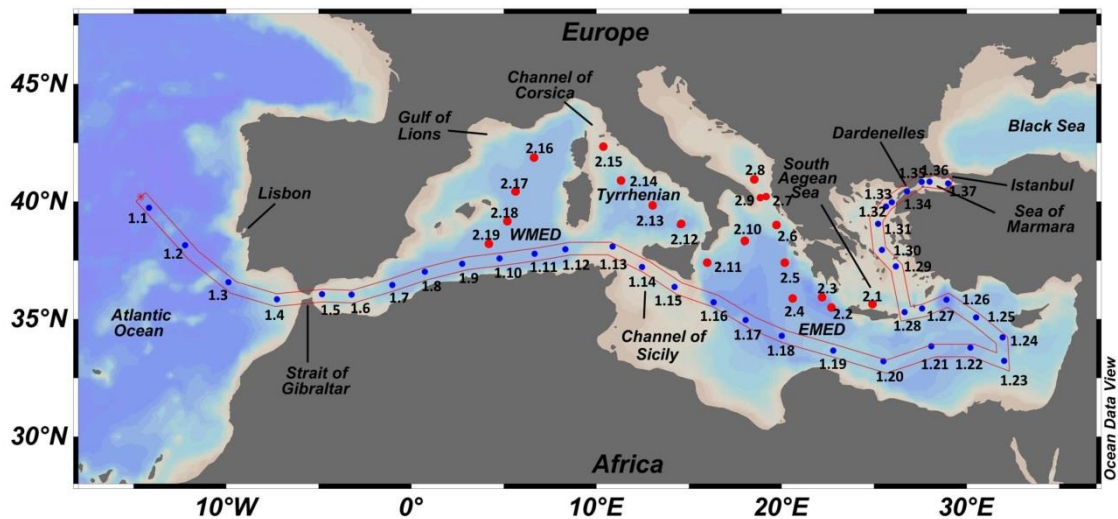 Europe
45°N
Channel of
Corsica
Gulf of
Lions
Dardenelles
Black Sea
2.16
2.15
2.8
South
Aegean
Sea
1.35
1.36
40°N
1.1
Lisbon
2.17
2.14
Tyrrhenian
2.9
2.7
1.33
1.34
1.37
Istanbul
Sea of
Marmara
2.18
2.13
1.32
1.2
2.19
WMED
2.12
2.10
2.6
1.31
1.30
1.3
1.4
1.5
1.6
1.7
1.8
1.9
1.10
1.11
1.12
1.13
2.11
2.5
1.29
Atlantic
Ocean
1.14
1.15
1.16
2.4
2.3
2.2
2.1
EMED
1.28
1.27
1.26
1.25
35°N
Strait of
Gibraltar
Channel of
Sicily
1.17
1.18
1.19
1.20
1.21
1.22
1.24
1.23
30°N
Africa
Ocean Data View
10°W
0°
10°E
20°E
30°E